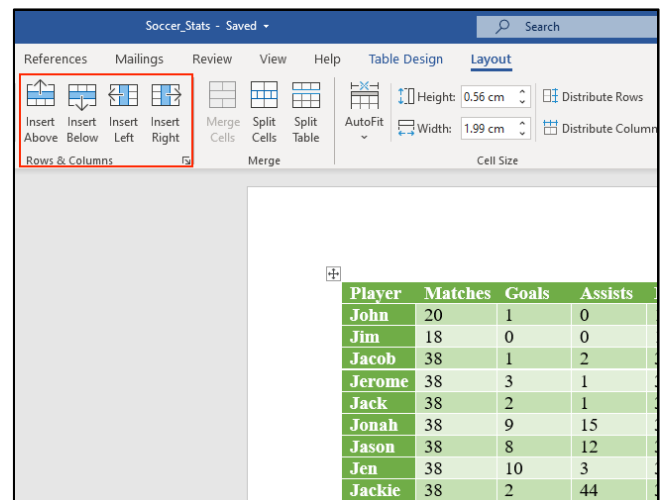 Soccer_Stats - Saved
Search
References Mailings Review View Help Table Design Layout
Insert Above
Insert Below
Insert Left
Insert Right
Merge Cells
Split Cells
Split Table
AutoFit
Height: 0.56 cm
Width: 1.99 cm
Distribute Rows
Distribute Column
Rows & Columns
Merge
Cell Size
Player Matches Goals Assists
John 20 1 0
Jim 18 0 0
Jacob 38 1 2
Jerome 38 3 1
Jack 38 2 1
Jonah 38 9 15
Jason 38 8 12
Jen 38 10 3
Jackie 38 2 44